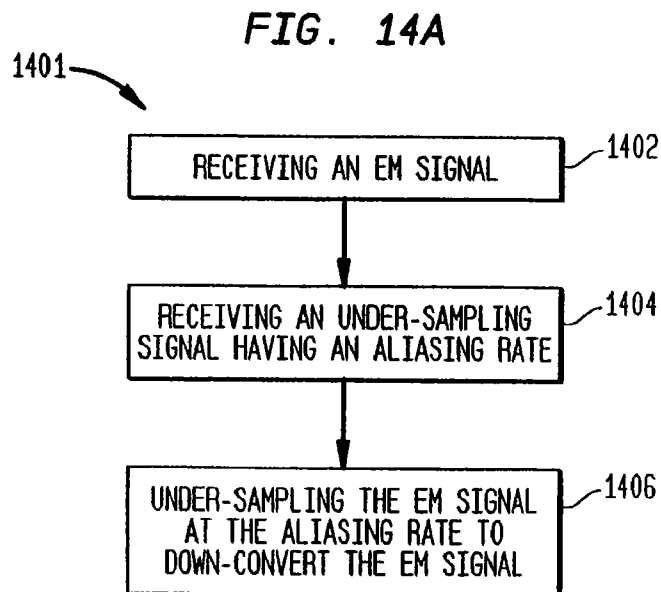 FIG. 14A
1401
RECEIVING AN EM SIGNAL
1402
RECEIVING AN UNDER-SAMPLING
SIGNAL HAVING AN ALIASING RATE
1404
UNDER-SAMPLING THE EM SIGNAL
AT THE ALIASING RATE TO
DOWN-CONVERT THE EM SIGNAL
1406